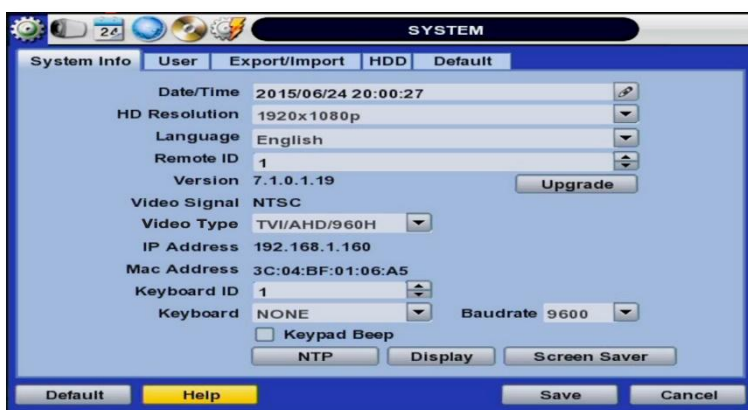 24
SYSTEM
System Info User Export/Import HDD Default
Date/Time 2015/06/24 20:00:27
HD Resolution 1920x1080p
Language English
Remote ID 1
Version 7.1.0.1.19 Upgrade
Video Signal NTSC
Video Type TVI/AHD/960H
IP Address 192.168.1.160
Mac Address 3C:04:BF:01:06:A5
Keyboard ID 1
Keyboard NONE Baudrate 9600
Keypad Beep
NTP Display Screen Saver
Default Help Save Cancel